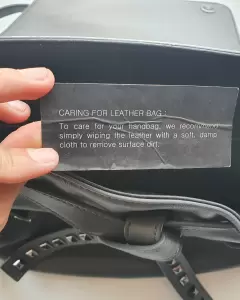 CARING FOR LEATHER BAG :
To care for your handbag, we recommend
simply wiping the leather with a soft, damp
cloth to remove surface dirt.